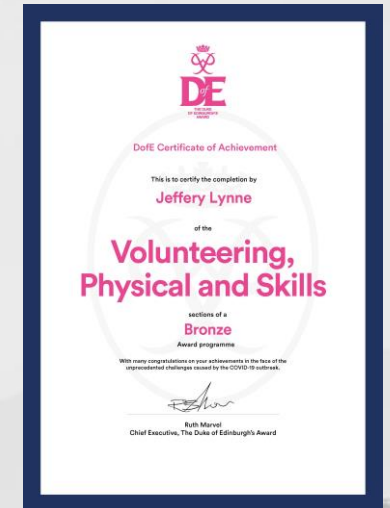 DofE
THE DUKE
OF EDINBURGH'S
AWARD
DofE Certificate of Achievement
This is to certify the completion by
Jeffery Lynne
of the
Volunteering,
Physical and Skills
sections of a
Bronze
Award programme
With many congratulations on your achievements in the face of the
unprecedented challenges caused by the COVID-19 outbreak.
Ruth Marvel
Chief Executive, The Duke of Edinburgh's Award